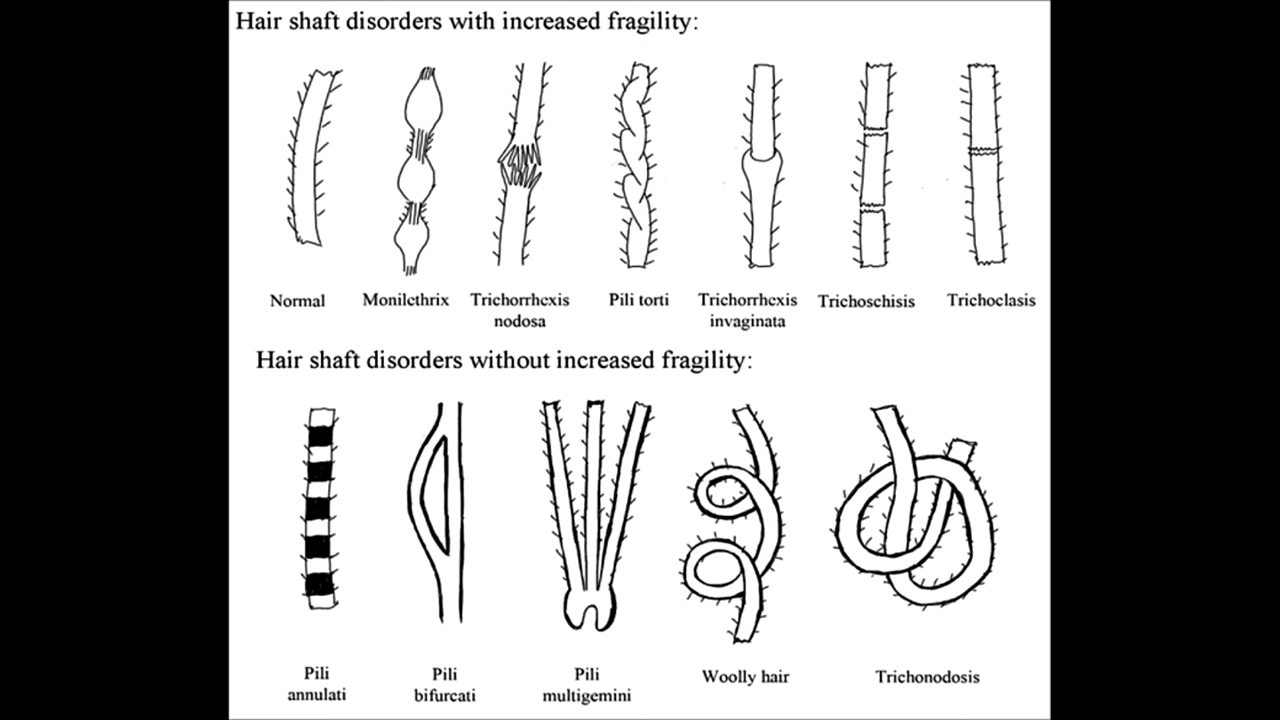 Hair shaft disorders with increased fragility:
Normal
Monilethrix
Trichorrhexis
nodosa
Pili torti
Trichorrhexis
invaginata
Trichoschisis
Trichoclasis
Hair shaft disorders without increased fragility:
Pili
annulati
Pili
bifurcati
Pili
multigemini
Woolly hair
Trichonodosis